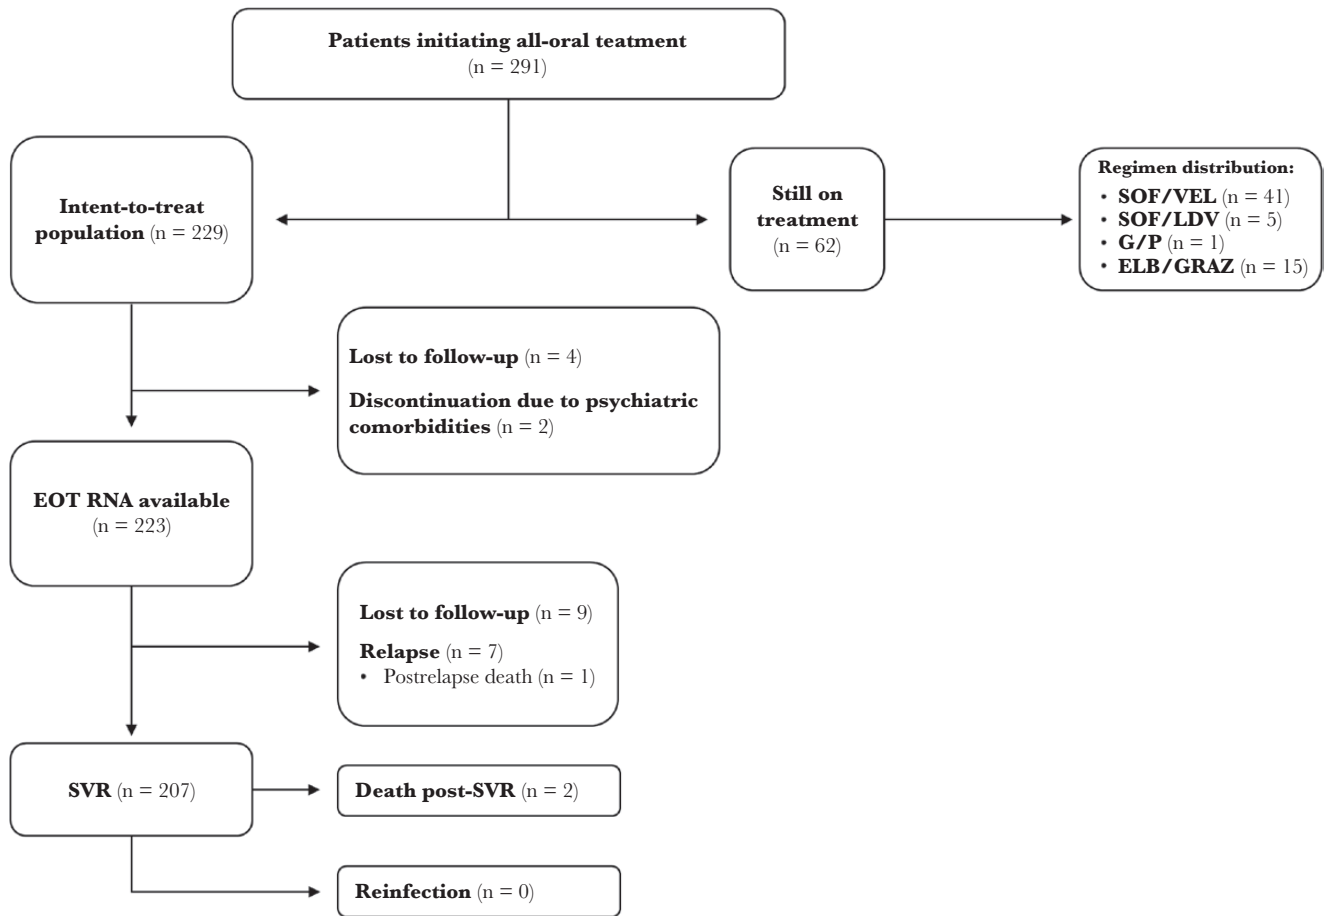 Patients initiating all-oral teatment
(n = 291)
Intent-to-treat
population (n = 229)
Still on
treatment
(n = 62)
Regimen distribution:
• SOF/VEL (n = 41)
• SOF/LDV (n = 5)
• G/P (n = 1)
• ELB/GRAZ (n = 15)
Lost to follow-up (n = 4)
Discontinuation due to psychiatric
comorbidities (n = 2)
EOT RNA available
(n = 223)
Lost to follow-up (n = 9)
Relapse (n = 7)
• Postrelapse death (n = 1)
SVR (n = 207)
Death post-SVR (n = 2)
Reinfection (n = 0)